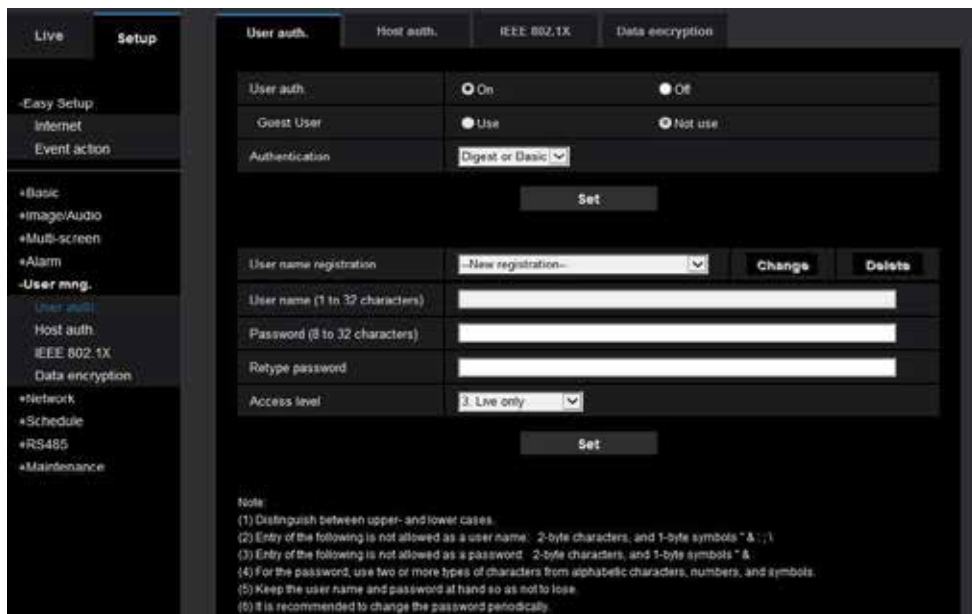 Live
Setup
User auth.
Host auth.
IEEE 802.1X
Data encryption
-Easy Setup
Internet
Event action
+Basic
+Image/Audio
+Multi-screen
+Alarm
-User mng.
User auth.
Host auth.
IEEE 802.1X
Data encryption
+Network
+Schedule
+RS485
+Maintenance
User auth. On Off
Guest User Use Not use
Authentication Digest or Basic
Set
User name registration --New registration-- Change Delete
User name (1 to 32 characters)
Password (8 to 32 characters)
Retype password
Access level 3. Live only
Set
Note:
(1) Distinguish between upper- and lower cases.
(2) Entry of the following is not allowed as a user name: 2-byte characters, and 1-byte symbols " & : ; \
(3) Entry of the following is not allowed as a password: 2-byte characters, and 1-byte symbols " &
(4) For the password, use two or more types of characters from alphabetic characters, numbers, and symbols.
(5) Keep the user name and password at hand so as not to lose.
(6) It is recommended to change the password periodically.